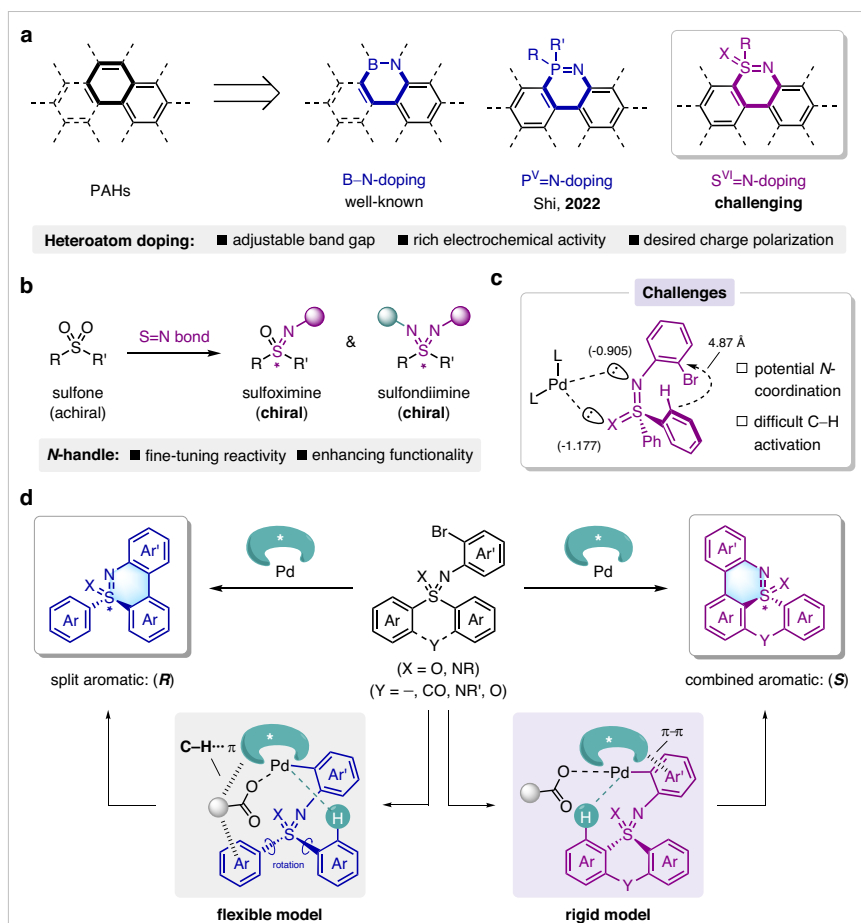 a
B N
R R'
P N
R
X S N
PAHs
B–N-doping
well-known
P^V=N-doping
Shi, 2022
S^VI=N-doping
challenging
Heteroatom doping: ■ adjustable band gap ■ rich electrochemical activity ■ desired charge polarization
b
O O
S
R R'
sulfone
(achiral)
S=N bond
O N
S
R * R'
sulfoximine
(chiral)
&
N N
S
R * R'
sulfondiimine
(chiral)
N-handle: ■ fine-tuning reactivity ■ enhancing functionality
c
Challenges
(-0.905)
4.87 Å
Br
L
Pd
L
N
H
S
X
Ph
(-1.177)
□ potential N-
coordination
□ difficult C–H
activation
d
Ar'
N
X
S
*
Ar Ar
split aromatic: (R)
*
Pd
Br
Ar'
X N
S
Ar Ar
Y
(X = O, NR)
(Y = –, CO, NR', O)
*
Pd
Ar'
N
X
S
*
Ar Ar
Y
combined aromatic: (S)
C–H··· π
*
Pd
Ar'
O
O
X N
H
S
Ar rotation Ar
flexible model
π-π
*
O Pd Ar'
O
H X N
S
Ar Ar
Y
rigid model